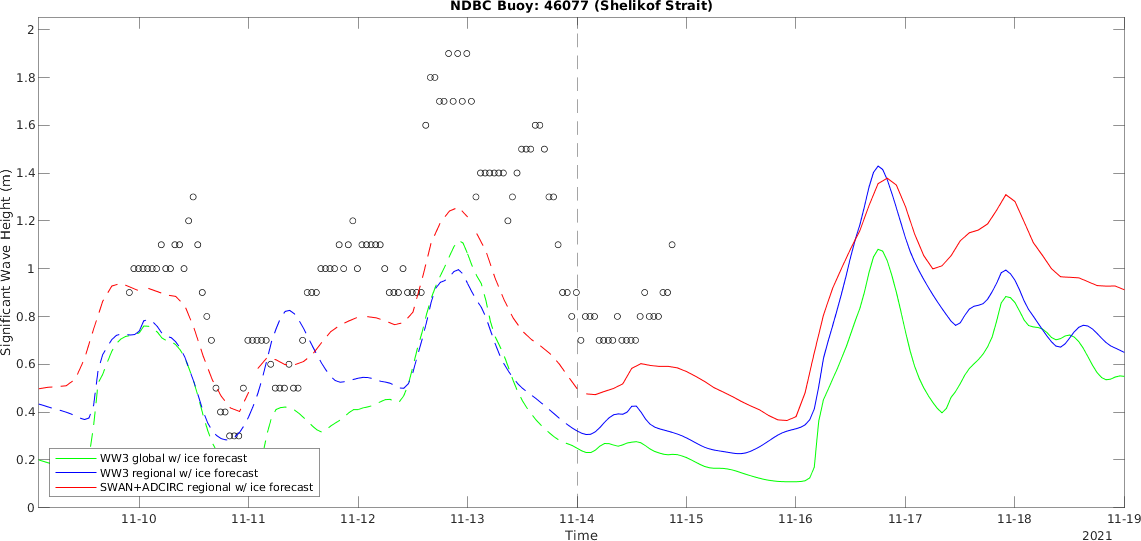 NDBC Buoy: 46077 (Shelikof Strait)
2
1.8
1.6
1.4
1.2
1
0.8
0.6
0.4
0.2
0
Significant Wave Height (m)
WW3 global w/ ice forecast
WW3 regional w/ ice forecast
SWAN+ADCIRC regional w/ ice forecast
11-10 11-11 11-12 11-13 11-14 11-15 11-16 11-17 11-18 11-19
Time
2021